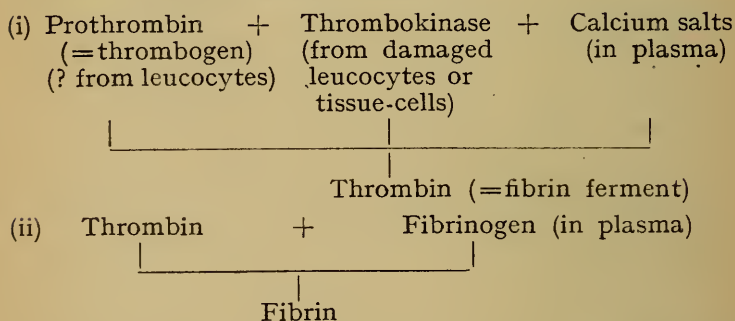 (i) Prothrombin + Thrombokinase + Calcium salts
(=thrombogen) (from damaged (in plasma)
(? from leucocytes) leucocytes or
tissue-cells)
Thrombin (=fibrin ferment)
(ii) Thrombin + Fibrinogen (in plasma)
Fibrin